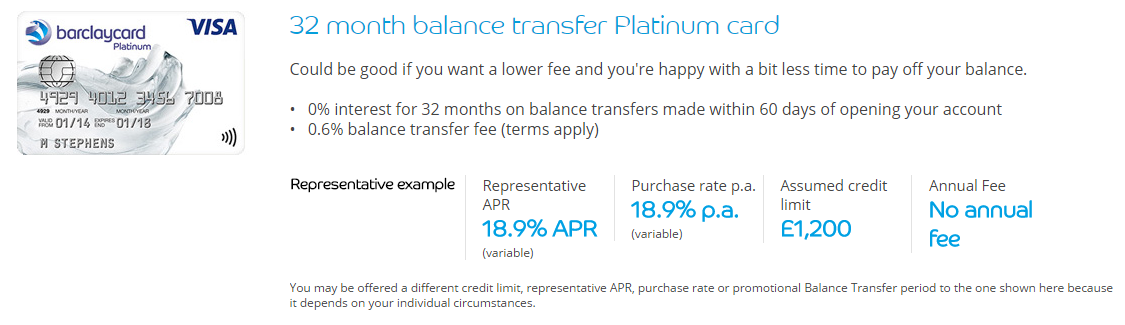 barclaycard
Platinum
VISA
4929 4012 3456 7008
4929 MONTH/YEAR MONTH/YEAR
VALID FROM 01/14 EXPIRES END 01/18
M STEPHENS
32 month balance transfer Platinum card
Could be good if you want a lower fee and you're happy with a bit less time to pay off your balance.
• 0% interest for 32 months on balance transfers made within 60 days of opening your account
• 0.6% balance transfer fee (terms apply)
Representative example
Representative
APR
18.9% APR
(variable)
Purchase rate p.a.
18.9% p.a.
(variable)
Assumed credit
limit
£1,200
Annual Fee
No annual
fee
You may be offered a different credit limit, representative APR, purchase rate or promotional Balance Transfer period to the one shown here because
it depends on your individual circumstances.